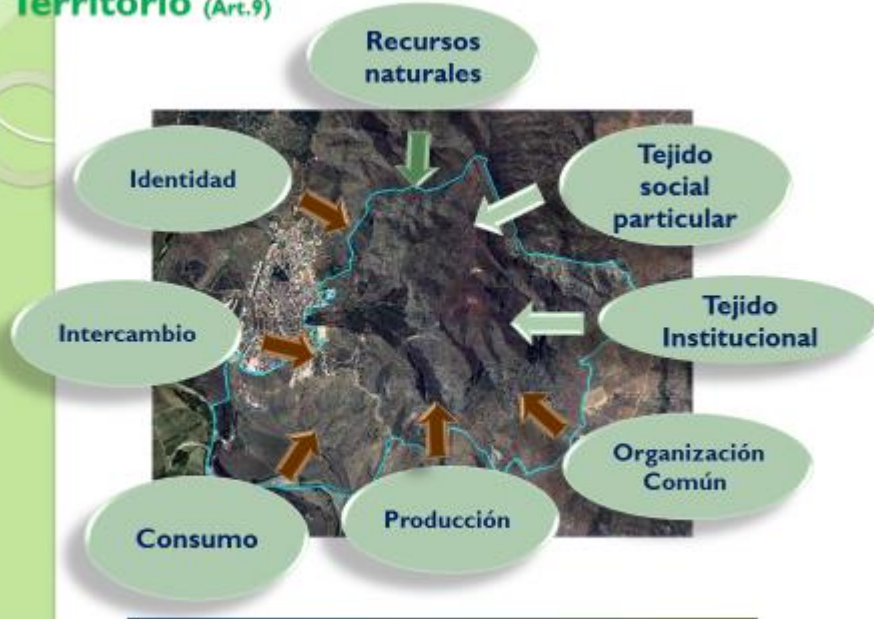 Territorio (Art.9)
Recursos
naturales
Identidad
Tejido
social
particular
Intercambio
Tejido
Institucional
Organización
Común
Producción
Consumo